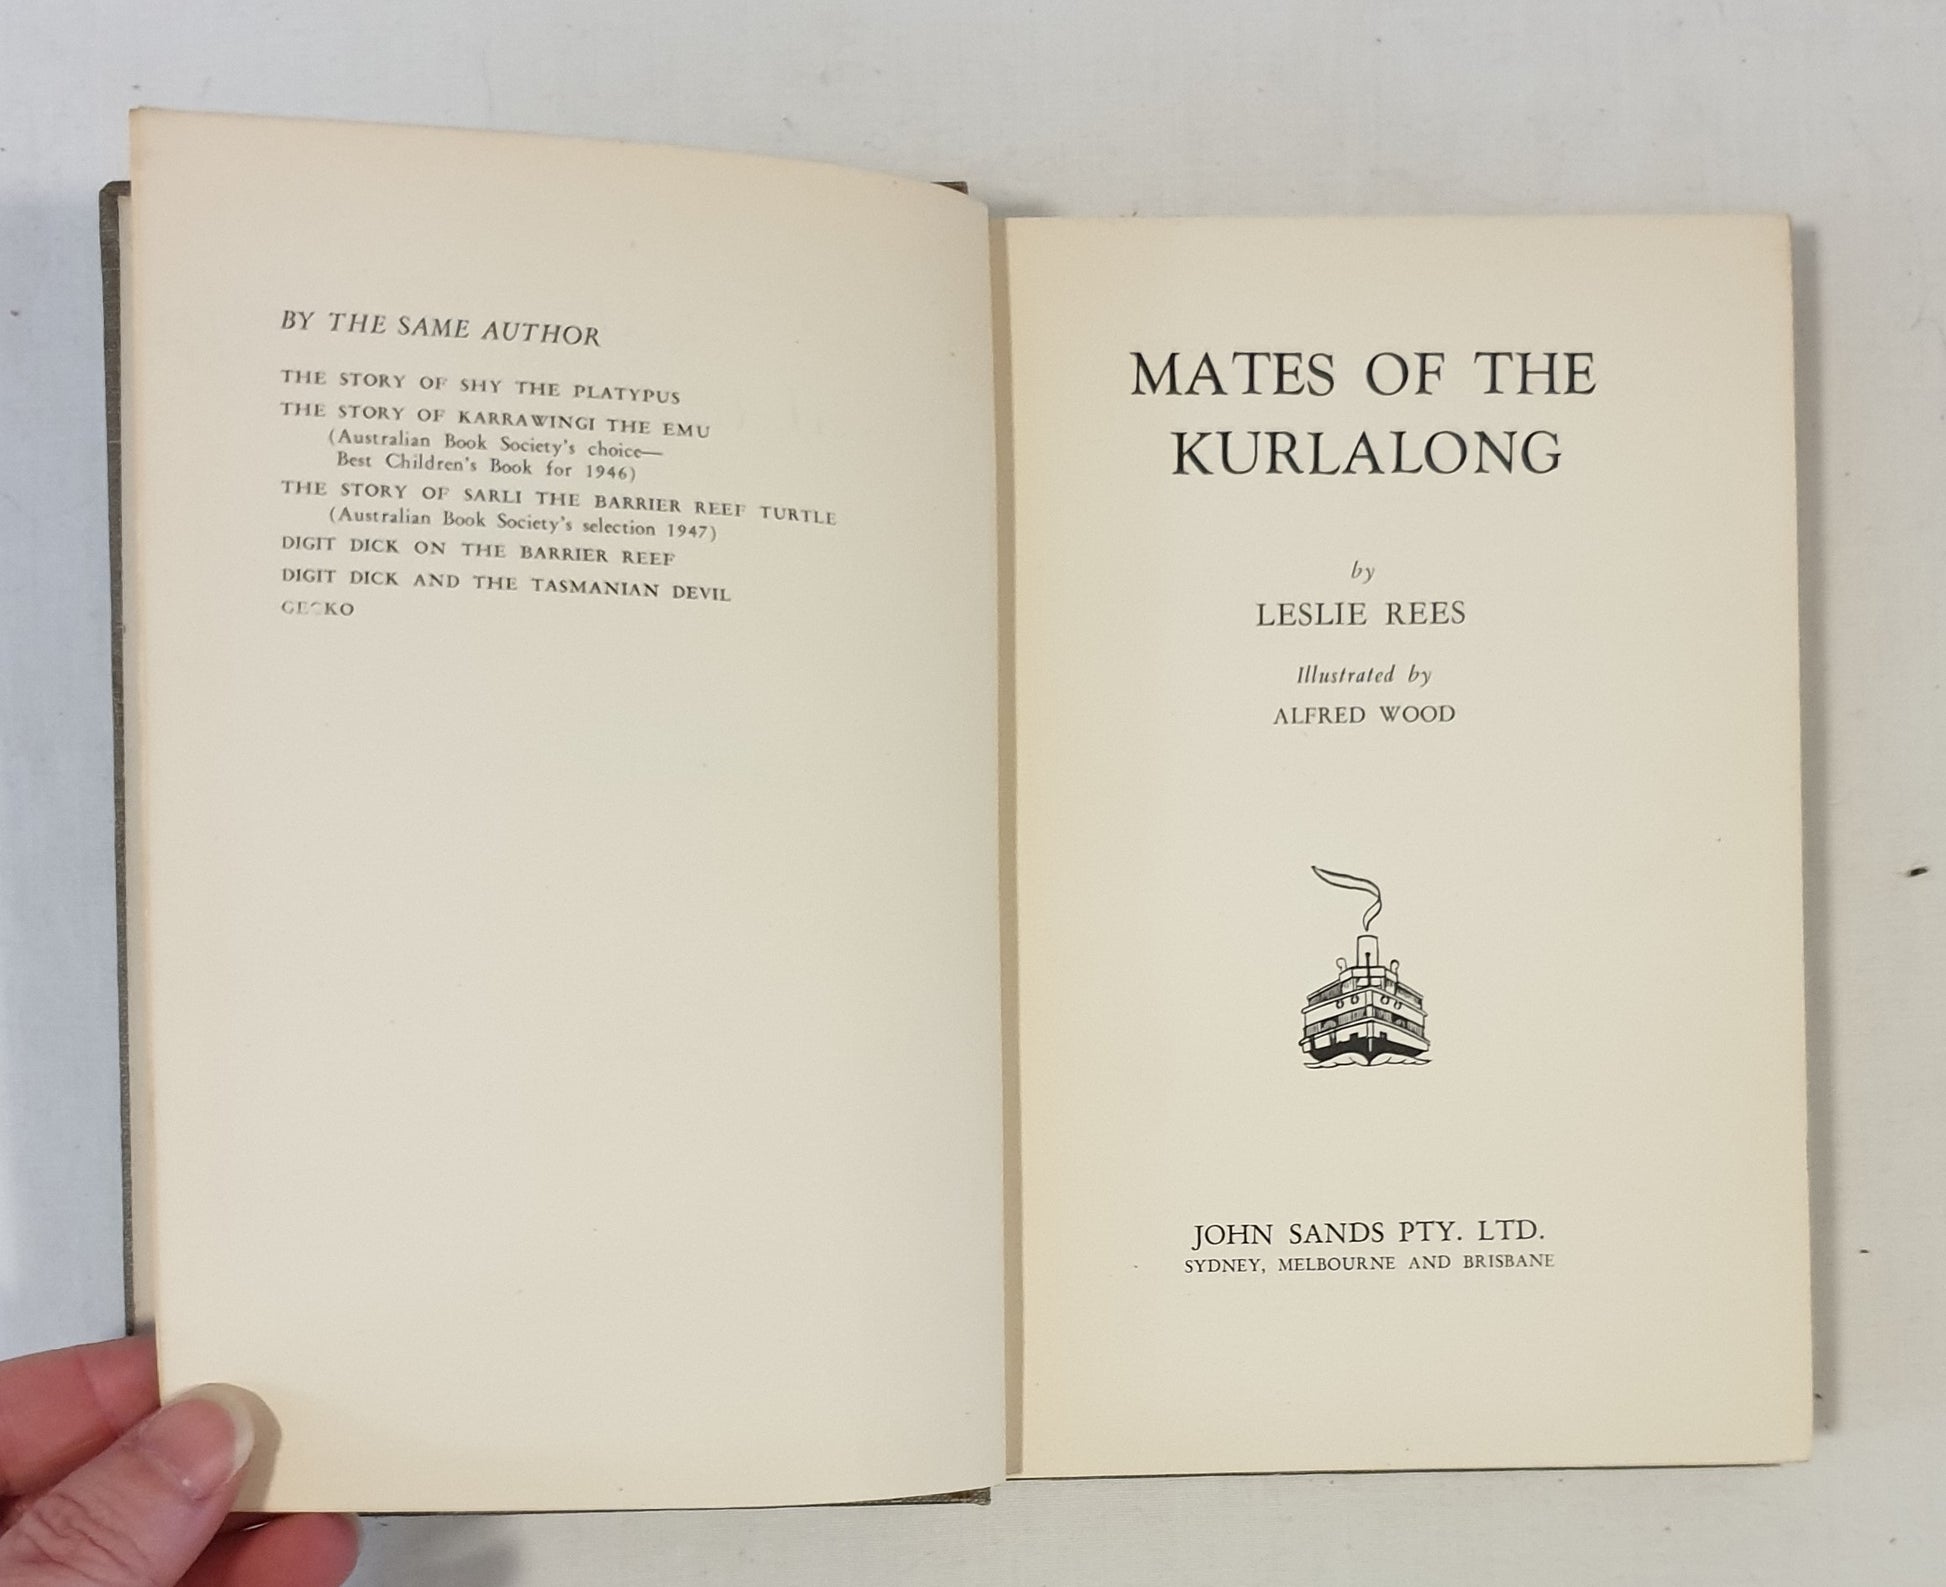 BY THE SAME AUTHOR
THE STORY OF SHY THE PLATYPUS
THE STORY OF KARRAWINGI THE EMU
(Australian Book Society's choice—
Best Children's Book for 1946)
THE STORY OF SARLI THE BARRIER REEF TURTLE
(Australian Book Society's selection 1947)
DIGIT DICK ON THE BARRIER REEF
DIGIT DICK AND THE TASMANIAN DEVIL
GECKO
MATES OF THE
KURLALONG
by
LESLIE REES
Illustrated by
ALFRED WOOD
JOHN SANDS PTY. LTD.
SYDNEY, MELBOURNE AND BRISBANE